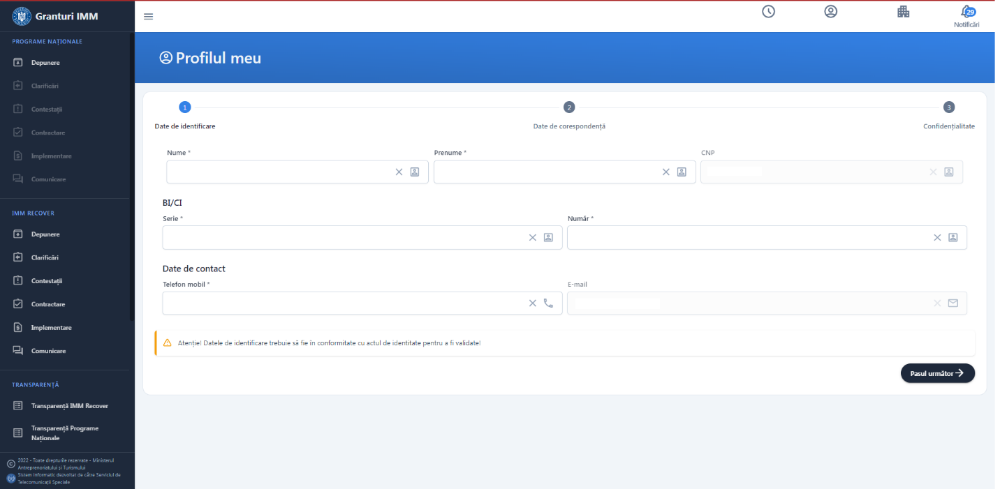 Granturi IMM
29
Notificări
PROGRAME NAȚIONALE
Depunere
Clarificări
Contestații
Contractare
Implementare
Comunicare
IMM RECOVER
Depunere
Clarificări
Contestații
Contractare
Implementare
Comunicare
TRANSPARENȚĂ
Transparență IMM Recover
Transparență Programe
Naționale
2022 - Toate drepturile rezervate - Ministerul
Antreprenoriatului și Turismului
Sistem informatic dezvoltat de către Serviciul de
Telecomunicații Speciale
Profilul meu
1 2 3
Date de identificare Date de corespondență Confidențialitate
Nume * Prenume * CNP
BI/CI
Serie * Număr *
Date de contact
Telefon mobil * E-mail
Atenție! Datele de identificare trebuie să fie în conformitate cu actul de identitate pentru a fi validate!
Pasul următor